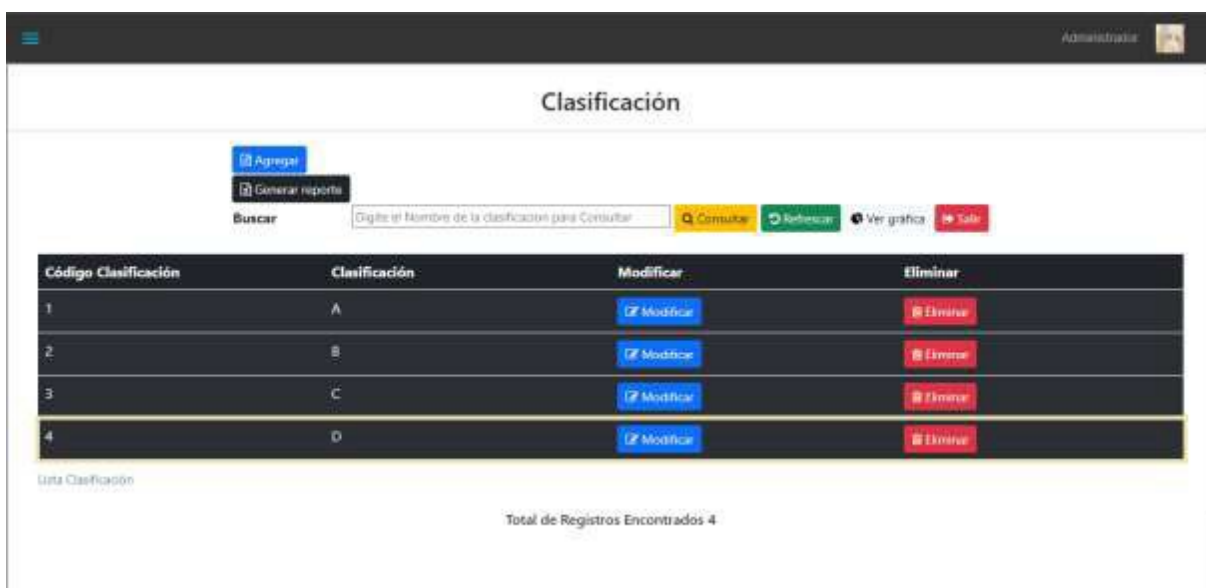 Administrador
Clasificación
Agregar
Generar reporte
Buscar Digite el Nombre de la clasificacion para Consultar Consultar Refrescar Ver gráfica Salir
Código Clasificación Clasificación Modificar Eliminar
1 A Modificar Eliminar
2 B Modificar Eliminar
3 C Modificar Eliminar
4 D Modificar Eliminar
Lista Clasificación
Total de Registros Encontrados 4